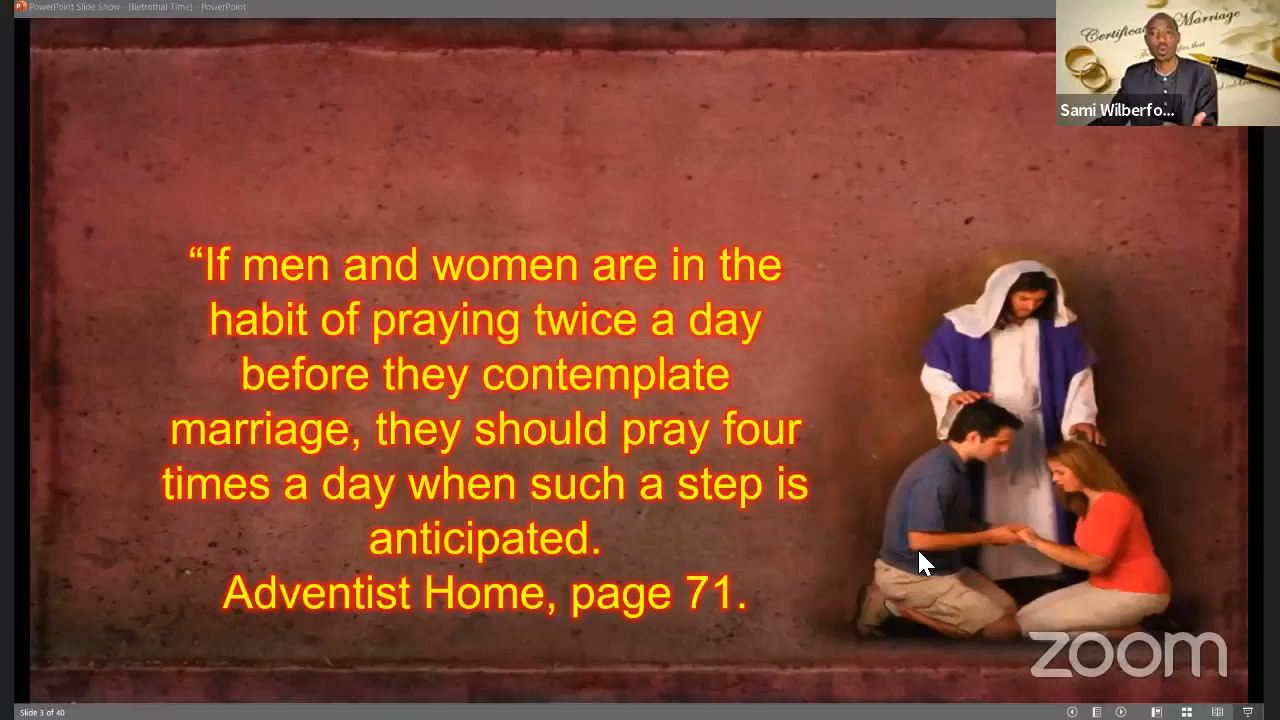 PowerPoint Slide Show - [Betrothal Time] - PowerPoint
Certificate Marriage
Sami Wilberfo...
“If men and women are in the
habit of praying twice a day
before they contemplate
marriage, they should pray four
times a day when such a step is
anticipated.
Adventist Home, page 71.
zoom
Slide 3 of 40